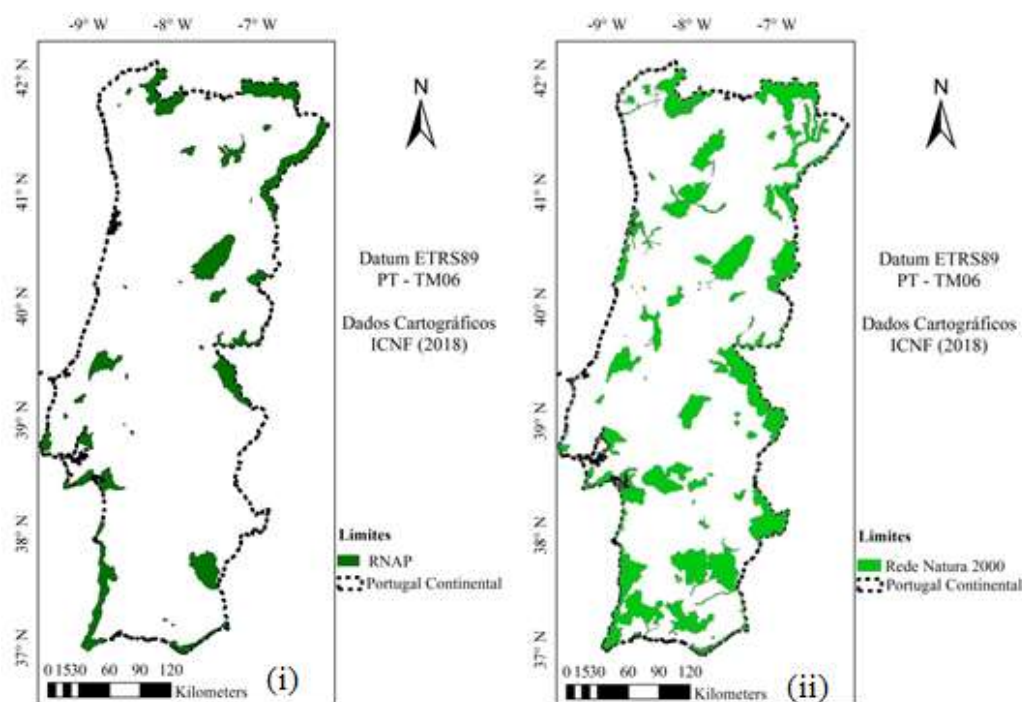 -9° W -8° W -7° W
42° N
41° N
40° N
39° N
38° N
37° N
N
Datum ETRS89
PT - TM06
Dados Cartográficos
ICNF (2018)
Limites
RNAP
Portugal Continental
0 1530 60 90 120
Kilometers
(i)
-9° W -8° W -7° W
42° N
41° N
40° N
39° N
38° N
37° N
N
Datum ETRS89
PT - TM06
Dados Cartográficos
ICNF (2018)
Limites
Rede Natura 2000
Portugal Continental
0 1530 60 90 120
Kilometers
(ii)